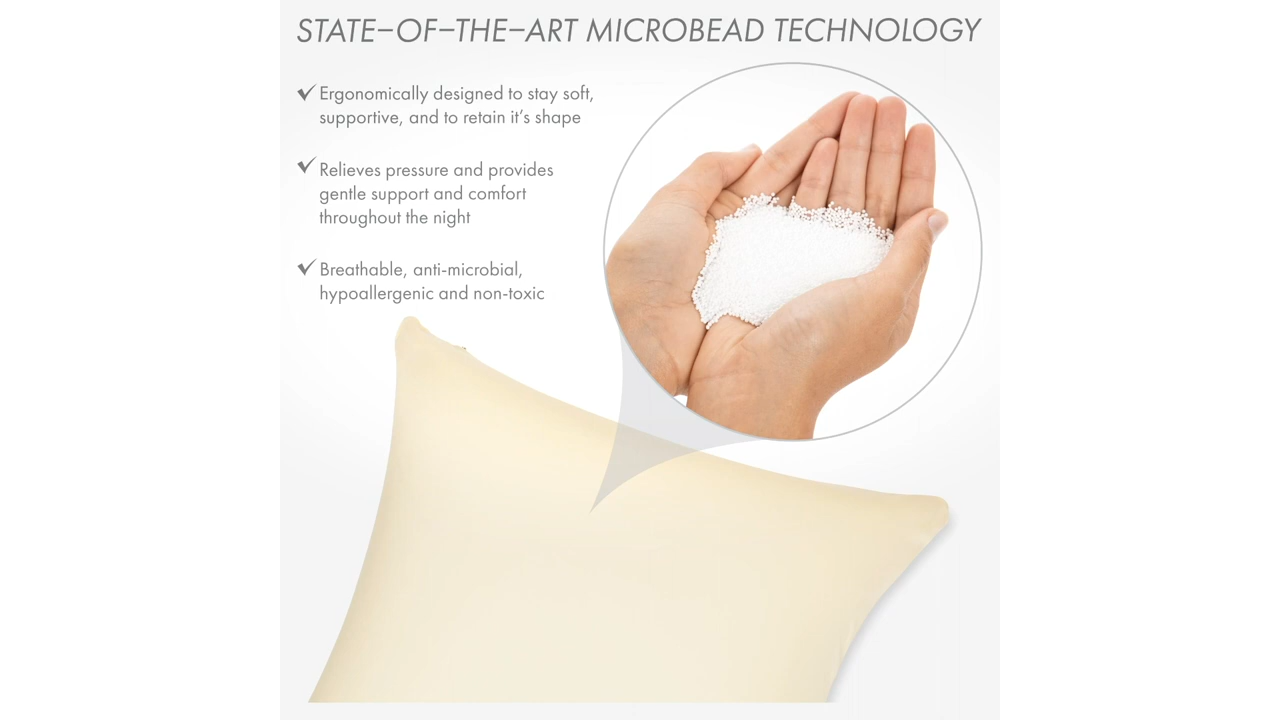 STATE–OF–THE–ART MICROBEAD TECHNOLOGY
Ergonomically designed to stay soft,
supportive, and to retain it’s shape
Relieves pressure and provides
gentle support and comfort
throughout the night
Breathable, anti-microbial,
hypoallergenic and non-toxic